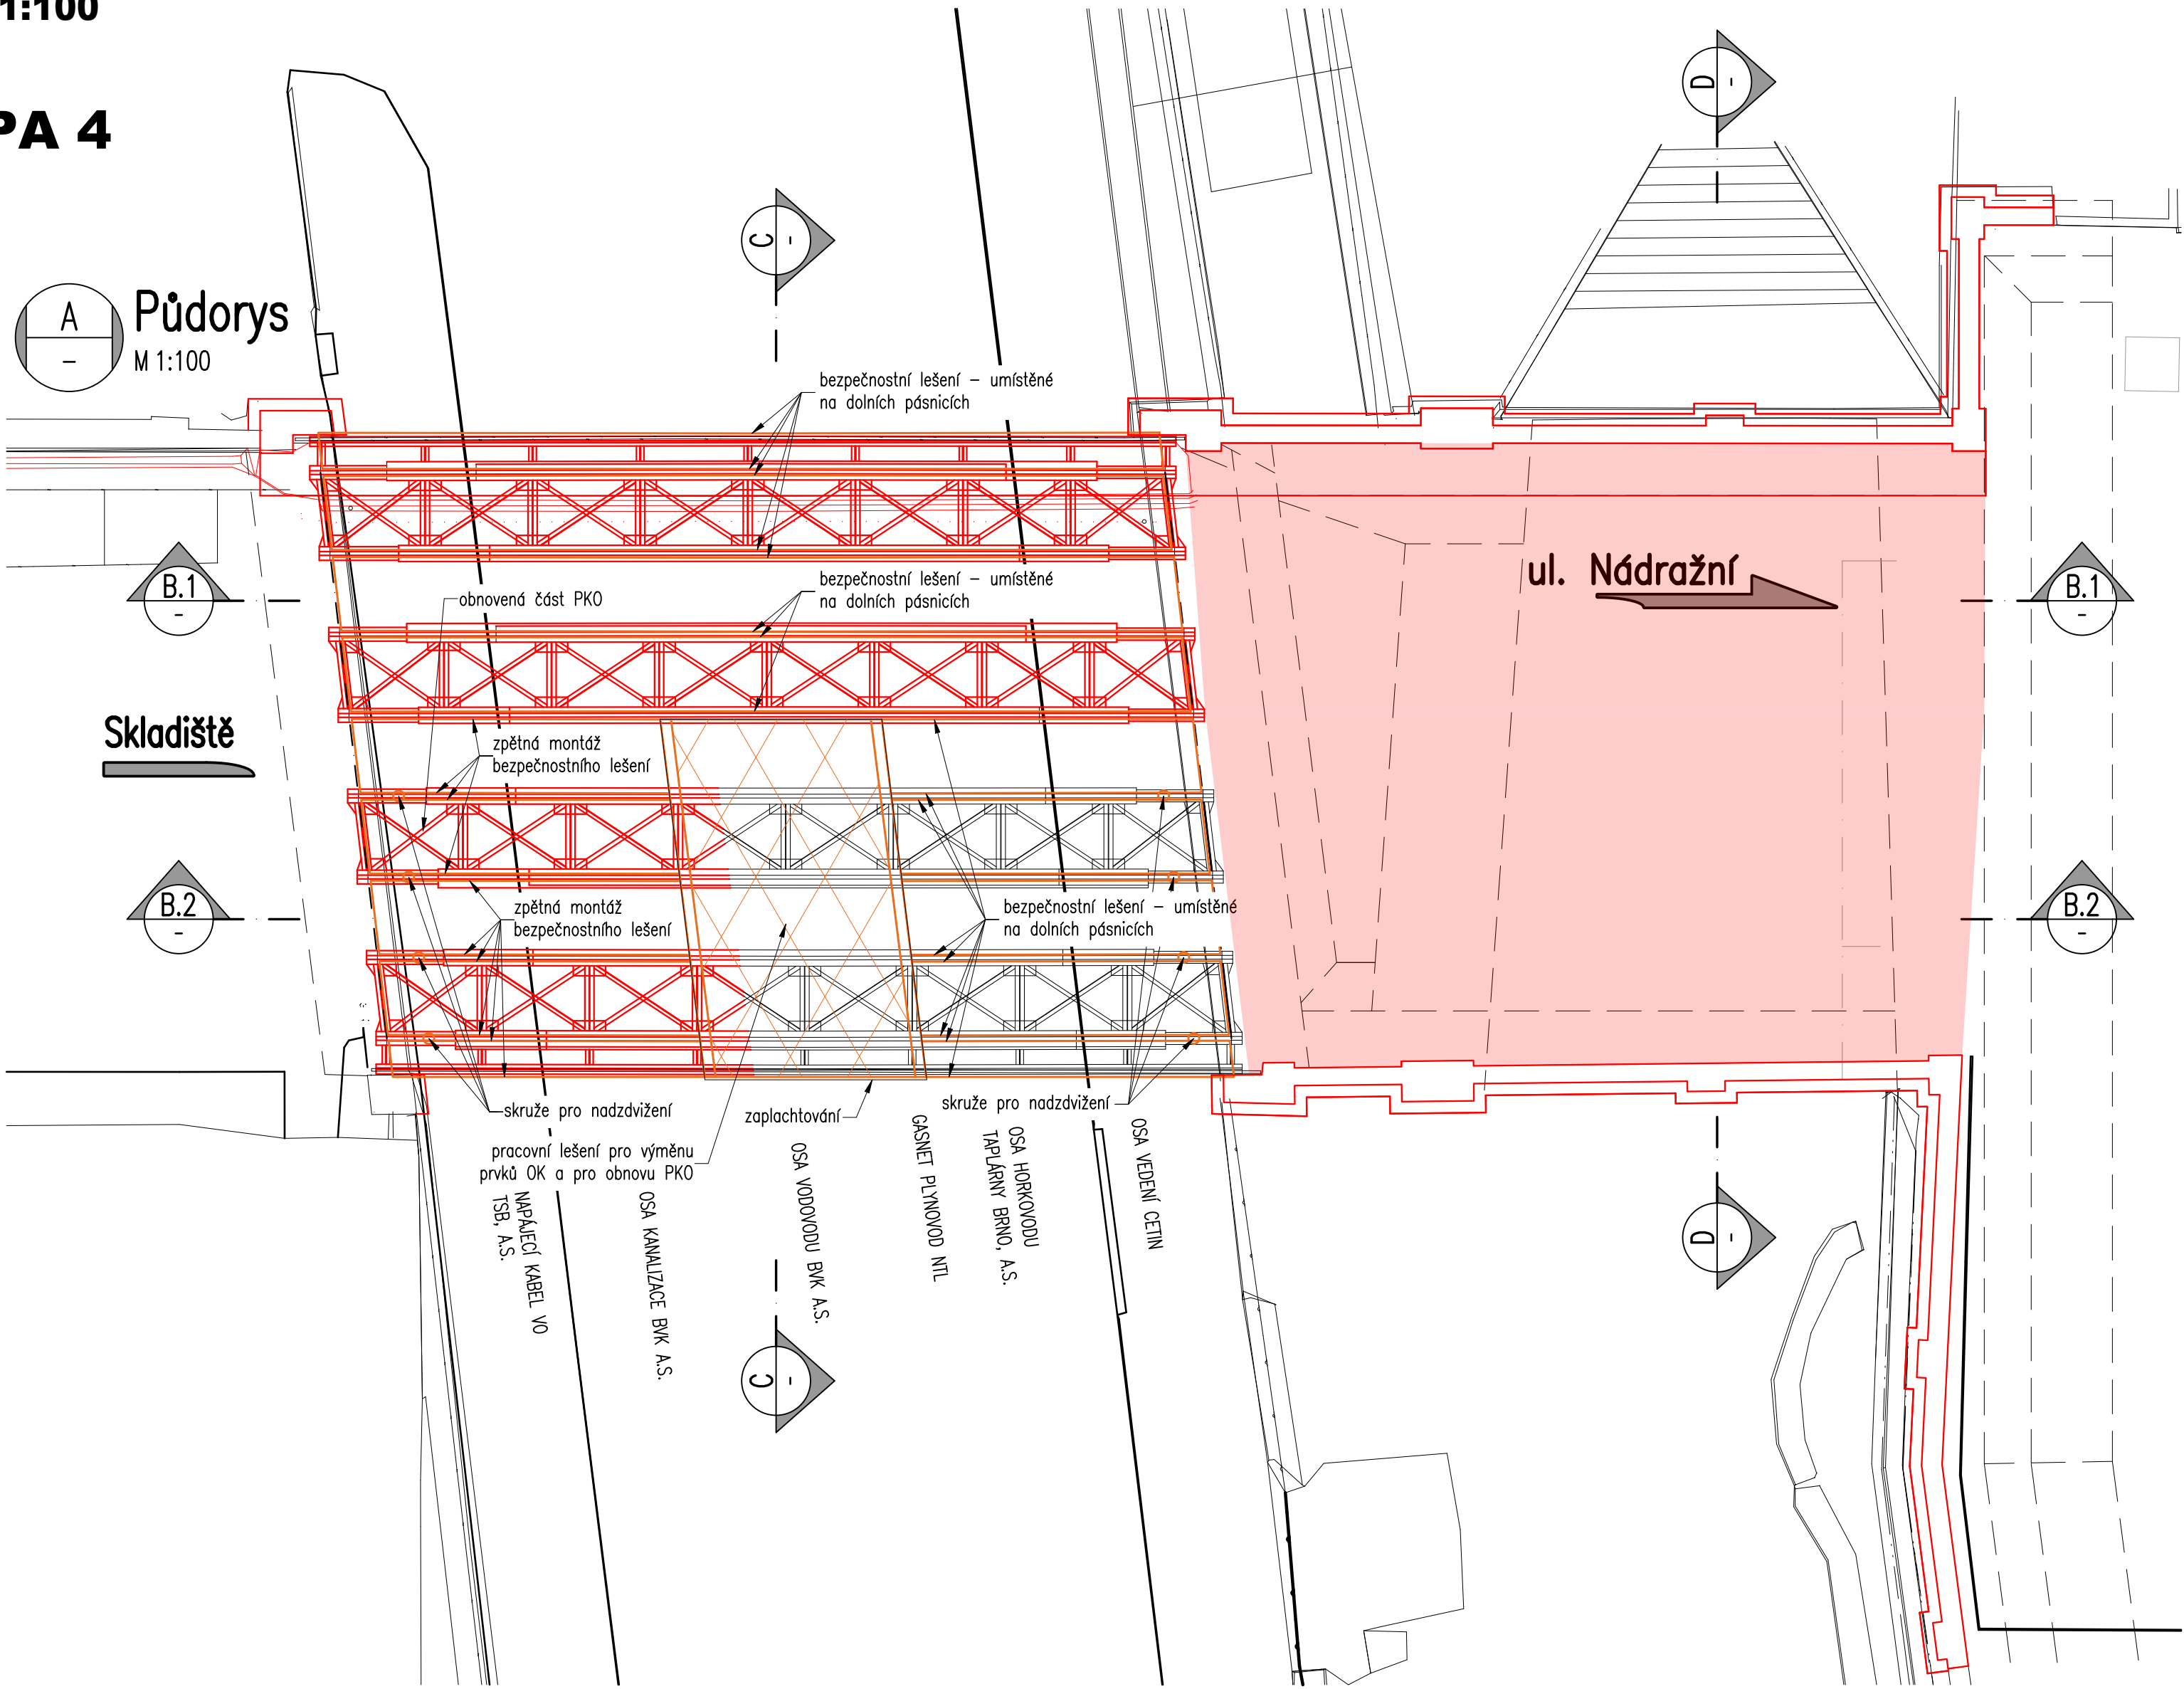 1:100
PA 4
A
-
Půdorys
M 1:100
C
-
D
-
bezpečnostní lešení – umístěné
na dolních pásnicích
B.1
-
obnovená část PKO
bezpečnostní lešení – umístěné
na dolních pásnicích
ul. Nádražní
B.1
-
Skladiště
zpětná montáž
bezpečnostního lešení
B.2
-
zpětná montáž
bezpečnostního lešení
bezpečnostní lešení – umístěné
na dolních pásnicích
B.2
-
skruže pro nadzdvižení
zaplachtování
skruže pro nadzdvižení
pracovní lešení pro výměnu
prvků OK a pro obnovu PKO
NAPÁJECÍ KABEL VO
TSB, A.S.
OSA KANALIZACE BVK A.S.
OSA VODOVODU BVK A.S.
GASNET PLYNOVOD NTL
OSA HORKOVODU
TAPLÁRNY BRNO, A.S.
OSA VEDENÍ CETIN
C
-
D
-